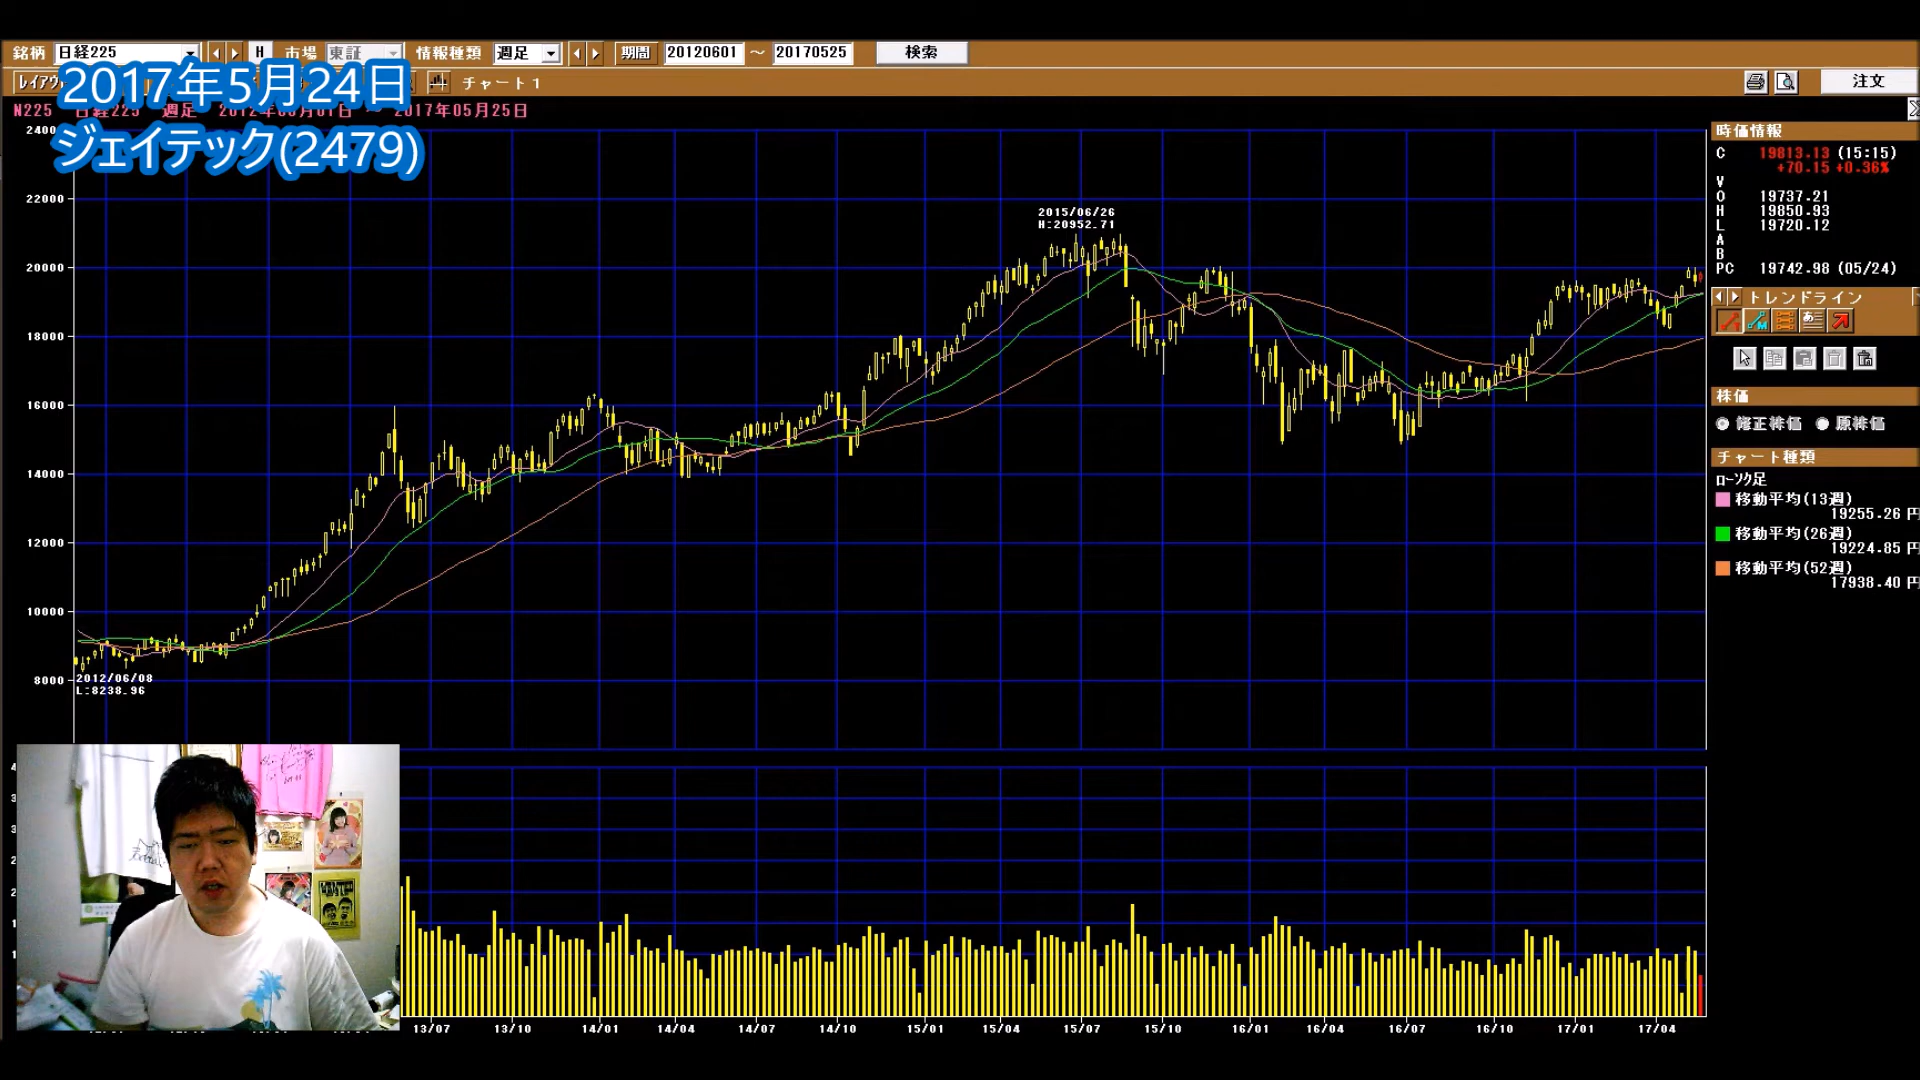 銘柄 日経225 H 市場 東証 情報種類 週足 期間 20120601 ～ 20170525 検索
チャート1 注文
2017年5月24日
N225 週足 2017年05月25日
ジェイテック(2479)
22000
20000
18000
16000
14000
12000
10000
8000
2015/06/26
H:20952.71
2012/06/08
L:8238.96
13/07 13/10 14/01 14/04 14/07 14/10 15/01 15/04 15/07 15/10 16/01 16/04 16/07 16/10 17/01 17/04
WANTED
時価情報
C 19813.13 (15:15)
+70.15 +0.36%
V
O 19737.21
H 19850.93
L 19720.12
A
B
PC 19742.98 (05/24)
トレンドライン
株価
修正株価 原株価
チャート種類
ローソク足
移動平均(13週)
19255.26 円
移動平均(26週)
19224.85 円
移動平均(52週)
17938.40 円